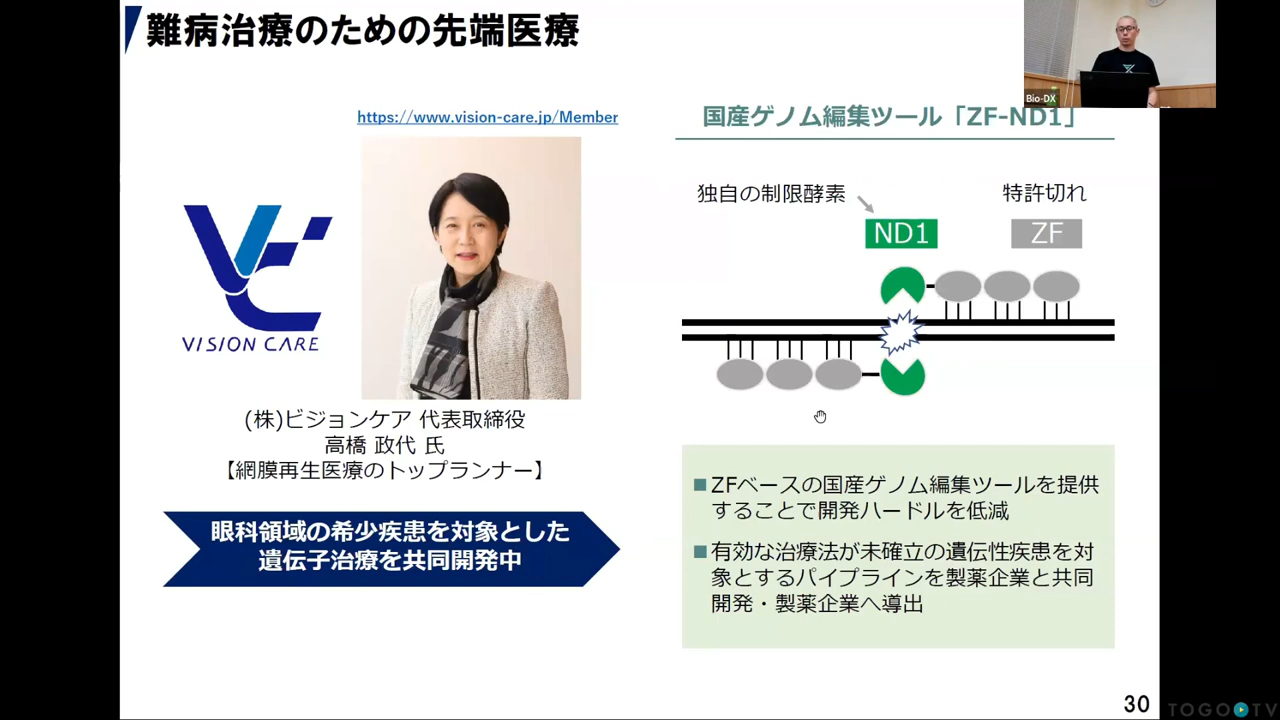 難病治療のための先端医療
Bio-DX
https://www.vision-care.jp/Member
国産ゲノム編集ツール「ZF-ND1」
独自の制限酵素
特許切れ
ND1
ZF
VISION CARE
(株)ビジョンケア 代表取締役
高橋 政代 氏
【網膜再生医療のトップランナー】
眼科領域の希少疾患を対象とした
遺伝子治療を共同開発中
■ZFベースの国産ゲノム編集ツールを提供
することで開発ハードルを低減
■有効な治療法が未確立の遺伝性疾患を対
象とするパイプラインを製薬企業と共同
開発・製薬企業へ導出
30
TOGO TV